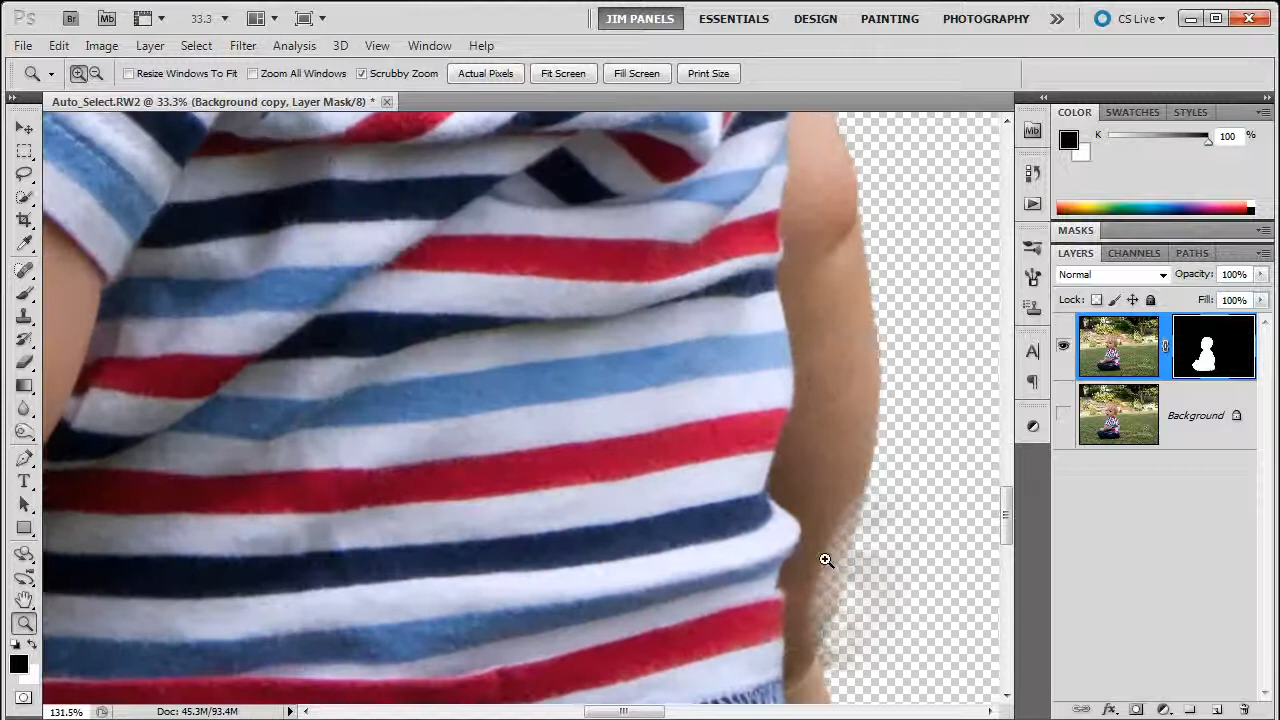 Ps Br Mb 33.3 JIM PANELS ESSENTIALS DESIGN PAINTING PHOTOGRAPHY CS Live
File Edit Image Layer Select Filter Analysis 3D View Window Help
Resize Windows To Fit Zoom All Windows Scrubby Zoom Actual Pixels Fit Screen Fill Screen Print Size
Auto_Select.RW2 @ 33.3% (Background copy, Layer Mask/8) *
COLOR SWATCHES STYLES
Mb
K 100 %
MASKS
LAYERS CHANNELS PATHS
Normal Opacity: 100%
Lock: Fill: 100%
A
Background
T
131.5% Doc: 45.3M/93.4M fx